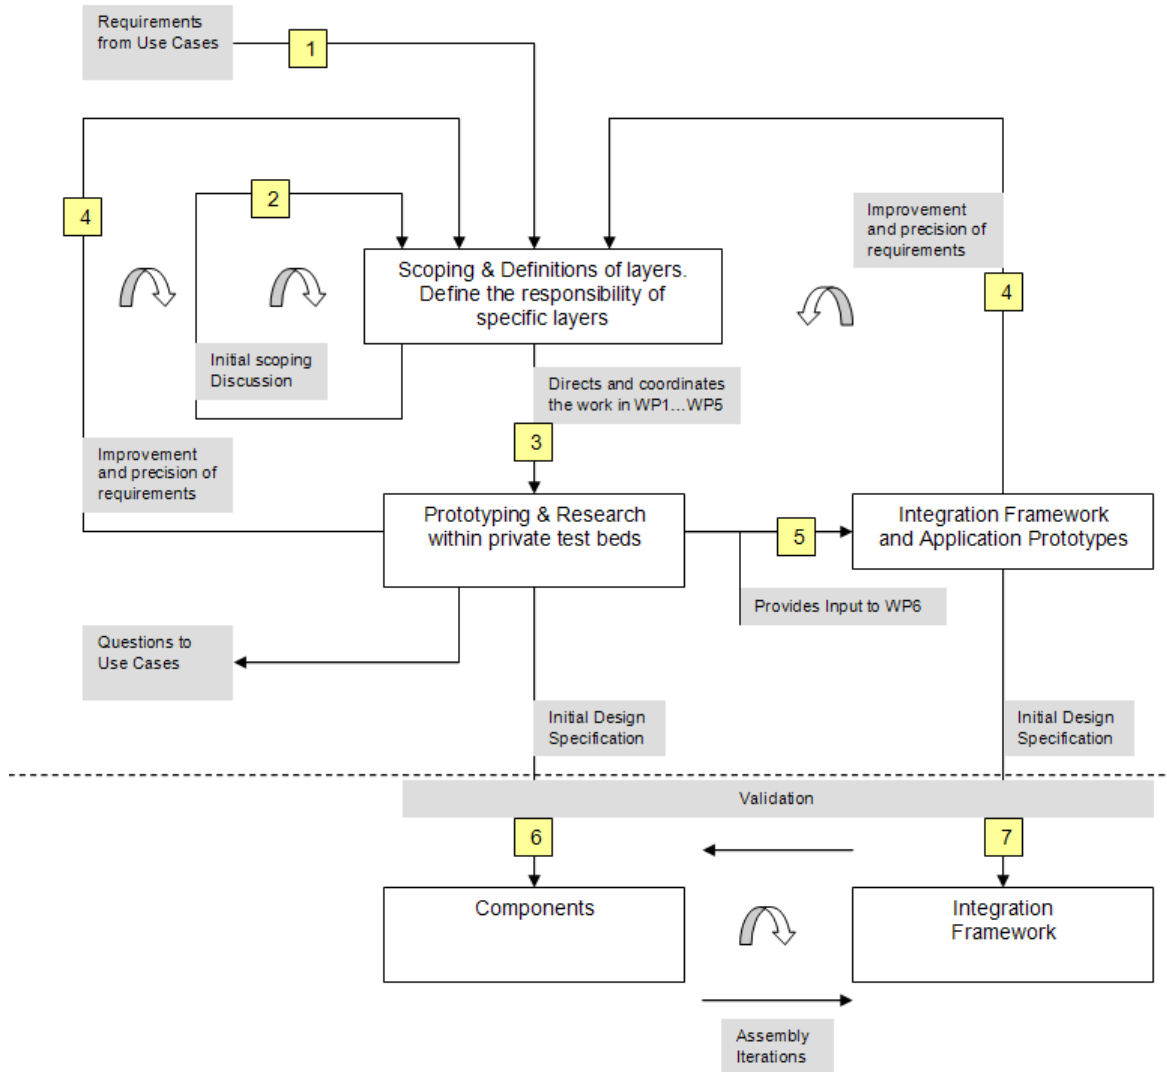 Requirements
from Use Cases
1
2
4
Improvement
and precision of
requirements
4
Scoping & Definitions of layers.
Define the responsibility of
specific layers
Initial scoping
Discussion
Directs and coordinates
the work in WP1...WP5
3
Improvement
and precision of
requirements
Prototyping & Research
within private test beds
5
Integration Framework
and Application Prototypes
Provides Input to WP6
Questions to
Use Cases
Initial Design
Specification
Initial Design
Specification
Validation
6
7
Components
Integration
Framework
Assembly
Iterations